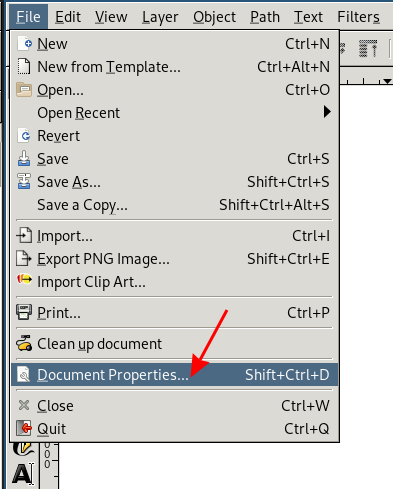 File Edit View Layer Object Path Text Filters
New Ctrl+N
New from Template... Ctrl+Alt+N
Open... Ctrl+O
Open Recent
Revert
Save Ctrl+S
Save As... Shift+Ctrl+S
Save a Copy... Shift+Ctrl+Alt+S
Import... Ctrl+I
Export PNG Image... Shift+Ctrl+E
Import Clip Art...
Print... Ctrl+P
Clean up document
Document Properties... Shift+Ctrl+D
Close Ctrl+W
Quit Ctrl+Q